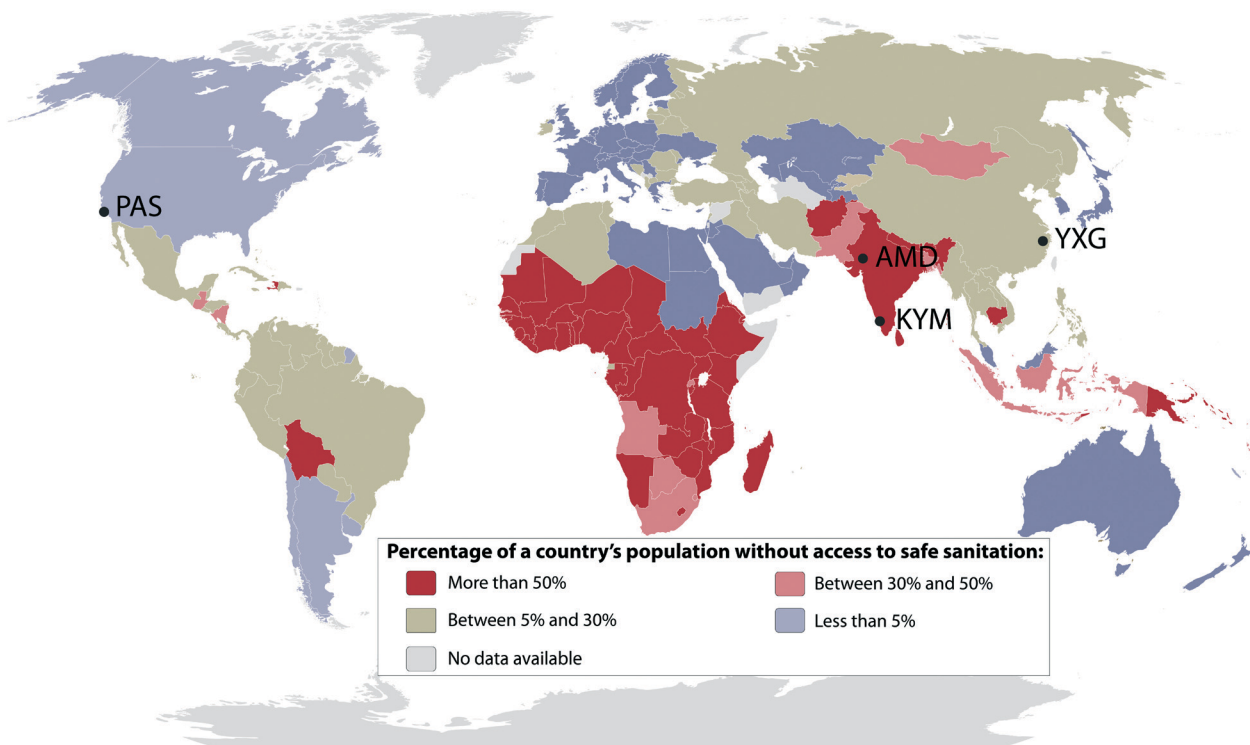 PAS
YXG
AMD
KYM
Percentage of a country’s population without access to safe sanitation:
More than 50%
Between 30% and 50%
Between 5% and 30%
Less than 5%
No data available